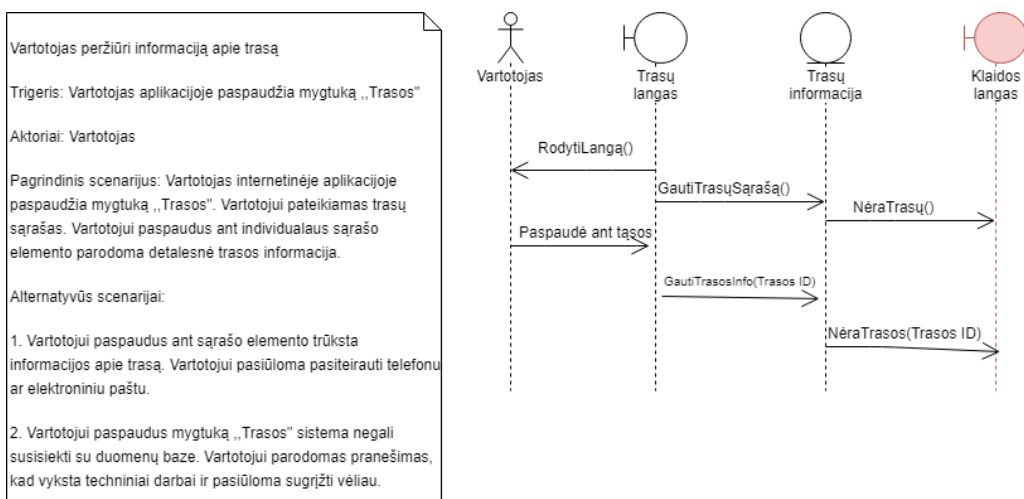 Vartotojas peržiūri informaciją apie trasą
Trigeris: Vartotojas aplikacijoje paspaudžia mygtuką ,,Trasos"
Aktoriai: Vartotojas
Pagrindinis scenarijus: Vartotojas internetinėje aplikacijoje
paspaudžia mygtuką ,,Trasos". Vartotojui pateikiamas trasų
sąrašas. Vartotojui paspaudus ant individualaus sąrašo
elemento parodoma detalesnė trasos informacija.
Alternatyvūs scenarijai:
1. Vartotojui paspaudus ant sąrašo elemento trūksta
informacijos apie trasą. Vartotojui pasiūloma pasiteirauti telefonu
ar elektroniniu paštu.
2. Vartotojui paspaudus mygtuką ,,Trasos" sistema negali
susisiekti su duomenų baze. Vartotojui parodomas pranešimas,
kad vyksta techniniai darbai ir pasiūloma sugrįžti vėliau.
Vartotojas
Trasų
langas
Trasų
informacija
Klaidos
langas
RodytiLangą()
GautiTrasųSąrašą()
NėraTrasų()
Paspaudė ant tąsos
GautiTrasosInfo(Trasos ID)
NėraTrasos(Trasos ID)